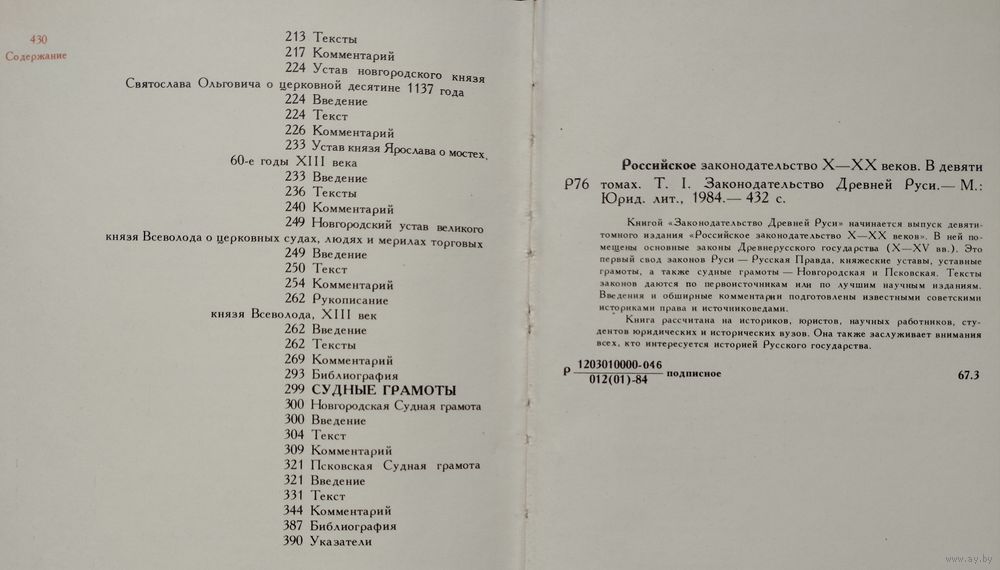 430
Содержание
213 Тексты
217 Комментарий
224 Устав новгородского князя
Святослава Ольговича о церковной десятине 1137 года
224 Введение
224 Текст
226 Комментарий
233 Устав князя Ярослава о мостех,
60-е годы XIII века
233 Введение
236 Тексты
240 Комментарий
249 Новгородский устав великого
князя Всеволода о церковных судах, людях и мерилах торговых
249 Введение
250 Текст
254 Комментарий
262 Рукописание
князя Всеволода, XIII век
262 Введение
262 Тексты
269 Комментарий
293 Библиография
299 СУДНЫЕ ГРАМОТЫ
300 Новгородская Судная грамота
300 Введение
304 Текст
309 Комментарий
321 Псковская Судная грамота
321 Введение
331 Текст
344 Комментарий
387 Библиография
390 Указатели
Российское законодательство X—XX веков. В девяти
Р76 томах. Т. I. Законодательство Древней Руси.— М.:
Юрид. лит., 1984.— 432 с.
Книгой «Законодательство Древней Руси» начинается выпуск девяти-
томного издания «Российское законодательство X—XX веков». В ней по-
мещены основные законы Древнерусского государства (X—XV вв.). Это
первый свод законов Руси — Русская Правда, княжеские уставы, уставные
грамоты, а также судные грамоты — Новгородская и Псковская. Тексты
законов даются по первоисточникам или по лучшим научным изданиям.
Введения и обширные комментарии подготовлены известными советскими
историками права и источниковедами.
Книга рассчитана на историков, юристов, научных работников, сту-
дентов юридических и исторических вузов. Она также заслуживает внимания
всех, кто интересуется историей Русского государства.
Р 1203010000-046
012(01)-84 подписное 67.3
www.ay.by